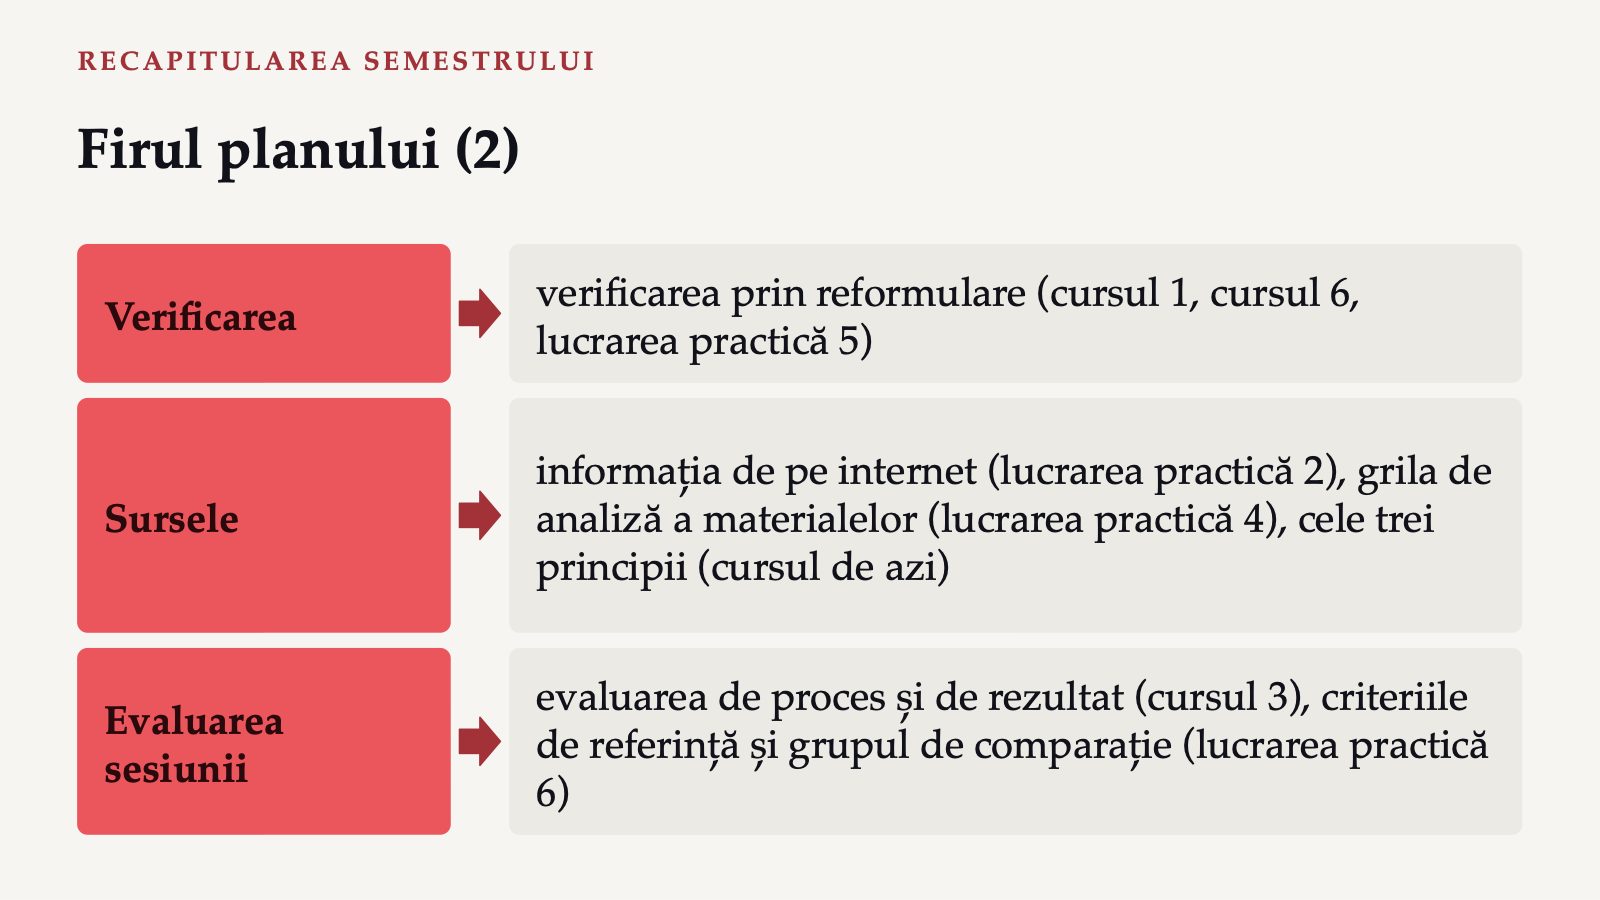 RECAPITULAREA SEMESTRULUI
Firul planului (2)
Verificarea
verificarea prin reformulare (cursul 1, cursul 6,
lucrarea practică 5)
Sursele
informația de pe internet (lucrarea practică 2), grila de
analiză a materialelor (lucrarea practică 4), cele trei
principii (cursul de azi)
Evaluarea
sesiunii
evaluarea de proces și de rezultat (cursul 3), criteriile
de referință și grupul de comparație (lucrarea practică
6)